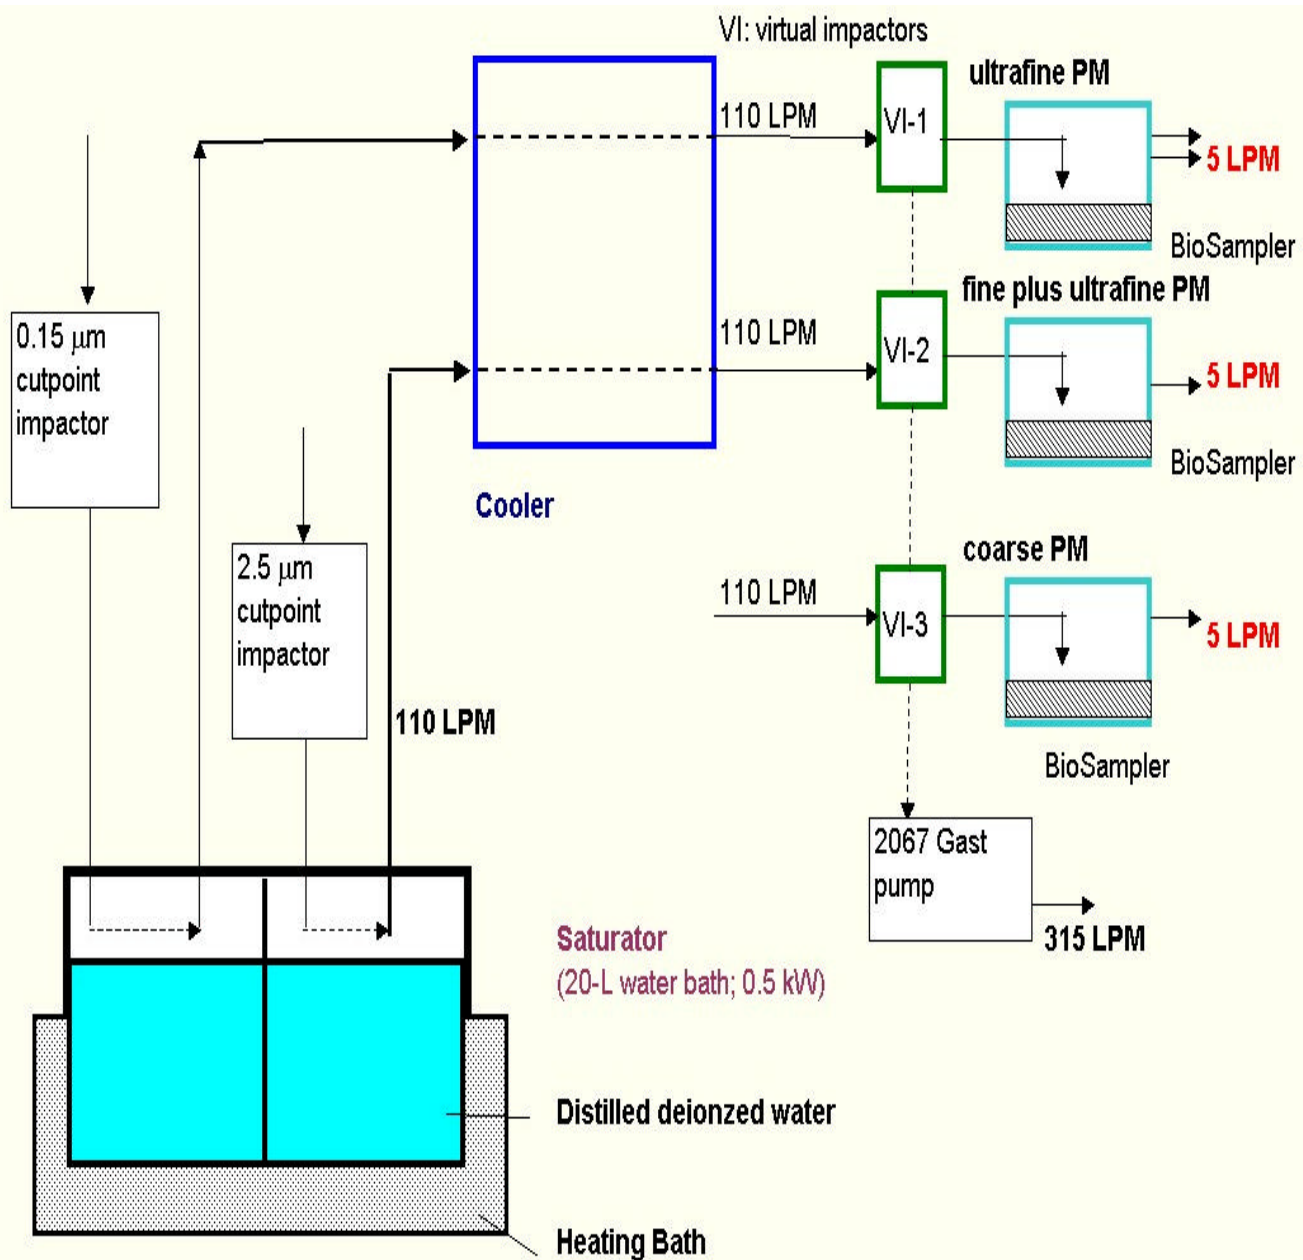 VI: virtual impactors
ultrafine PM
110 LPM
VI-1
5 LPM
BioSampler
0.15 μm
cutpoint
impactor
fine plus ultrafine PM
110 LPM
VI-2
5 LPM
BioSampler
Cooler
2.5 μm
cutpoint
impactor
coarse PM
110 LPM
VI-3
5 LPM
110 LPM
BioSampler
2067 Gast
pump
315 LPM
Saturator
(20-L water bath; 0.5 kW)
Distilled deionzed water
Heating Bath